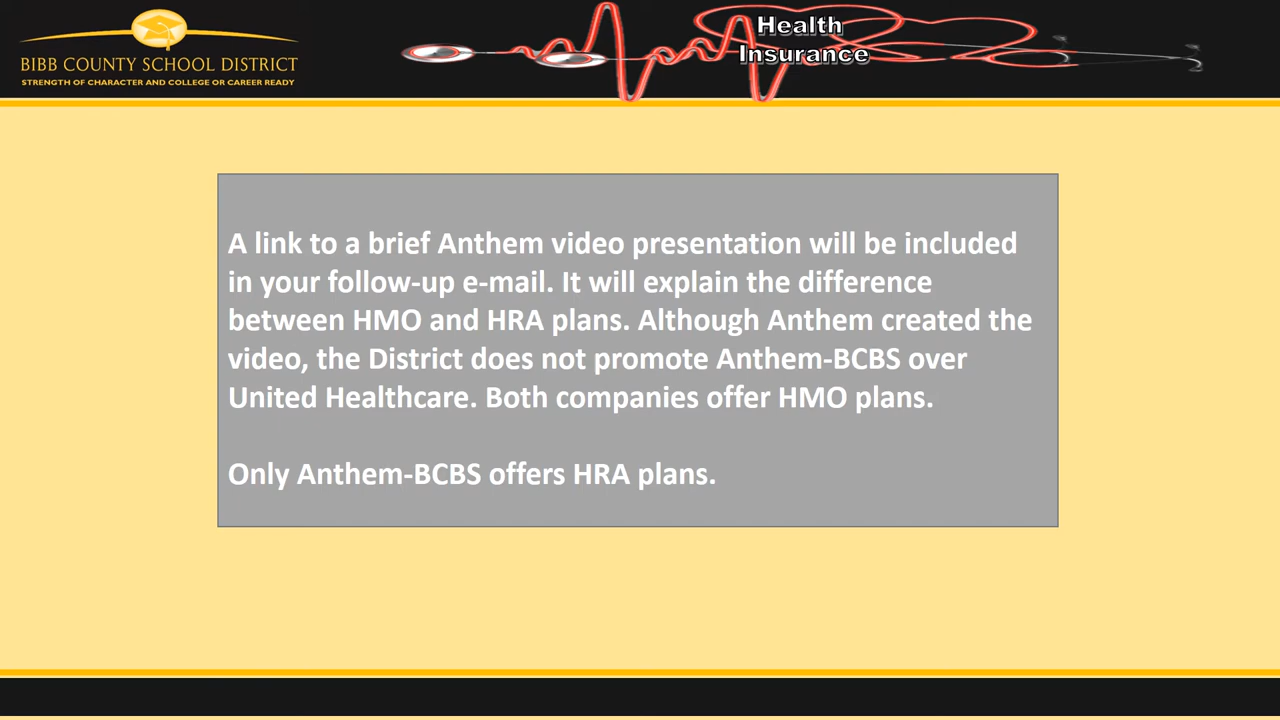 BIBB COUNTY SCHOOL DISTRICT
STRENGTH OF CHARACTER AND COLLEGE OR CAREER READY
Health
Insurance
A link to a brief Anthem video presentation will be included
in your follow-up e-mail. It will explain the difference
between HMO and HRA plans. Although Anthem created the
video, the District does not promote Anthem-BCBS over
United Healthcare. Both companies offer HMO plans.
Only Anthem-BCBS offers HRA plans.